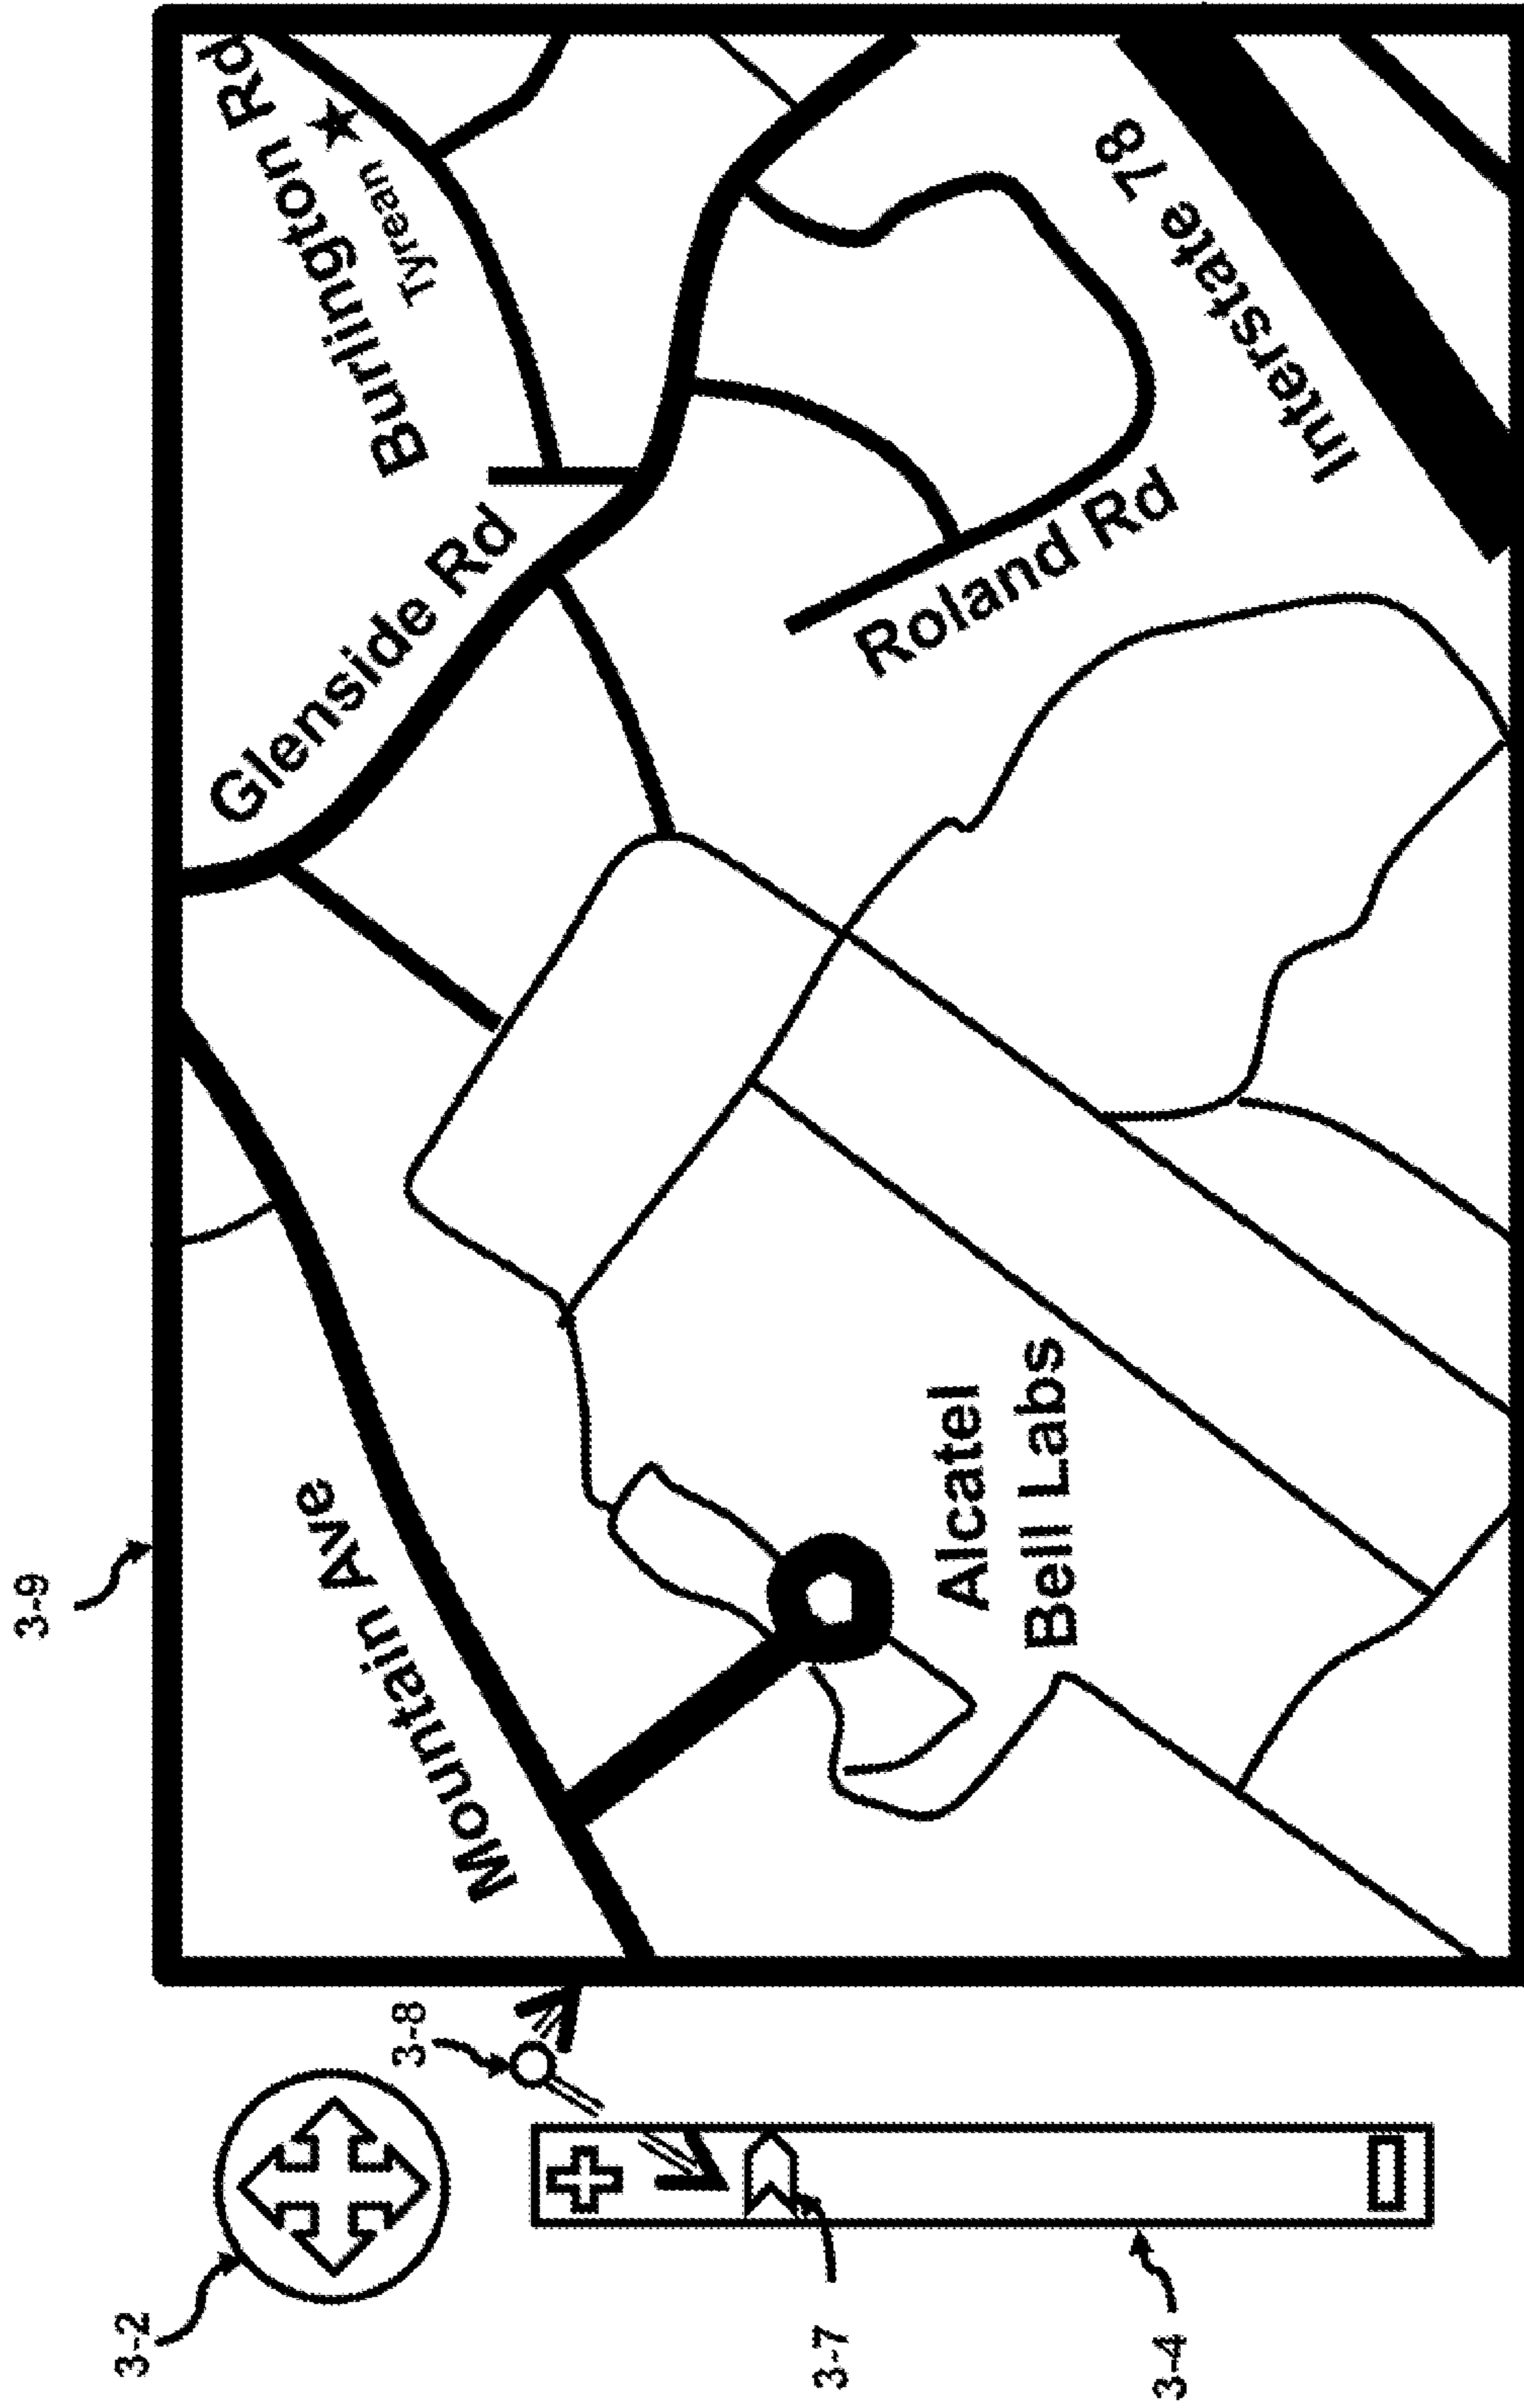 3-9
3-2
3-8
3-7
3-4
Mountain Ave
Glenside Rd
Burlington Rd
Tyrean
Roland Rd
Interstate 78
Alcatel
Bell Labs